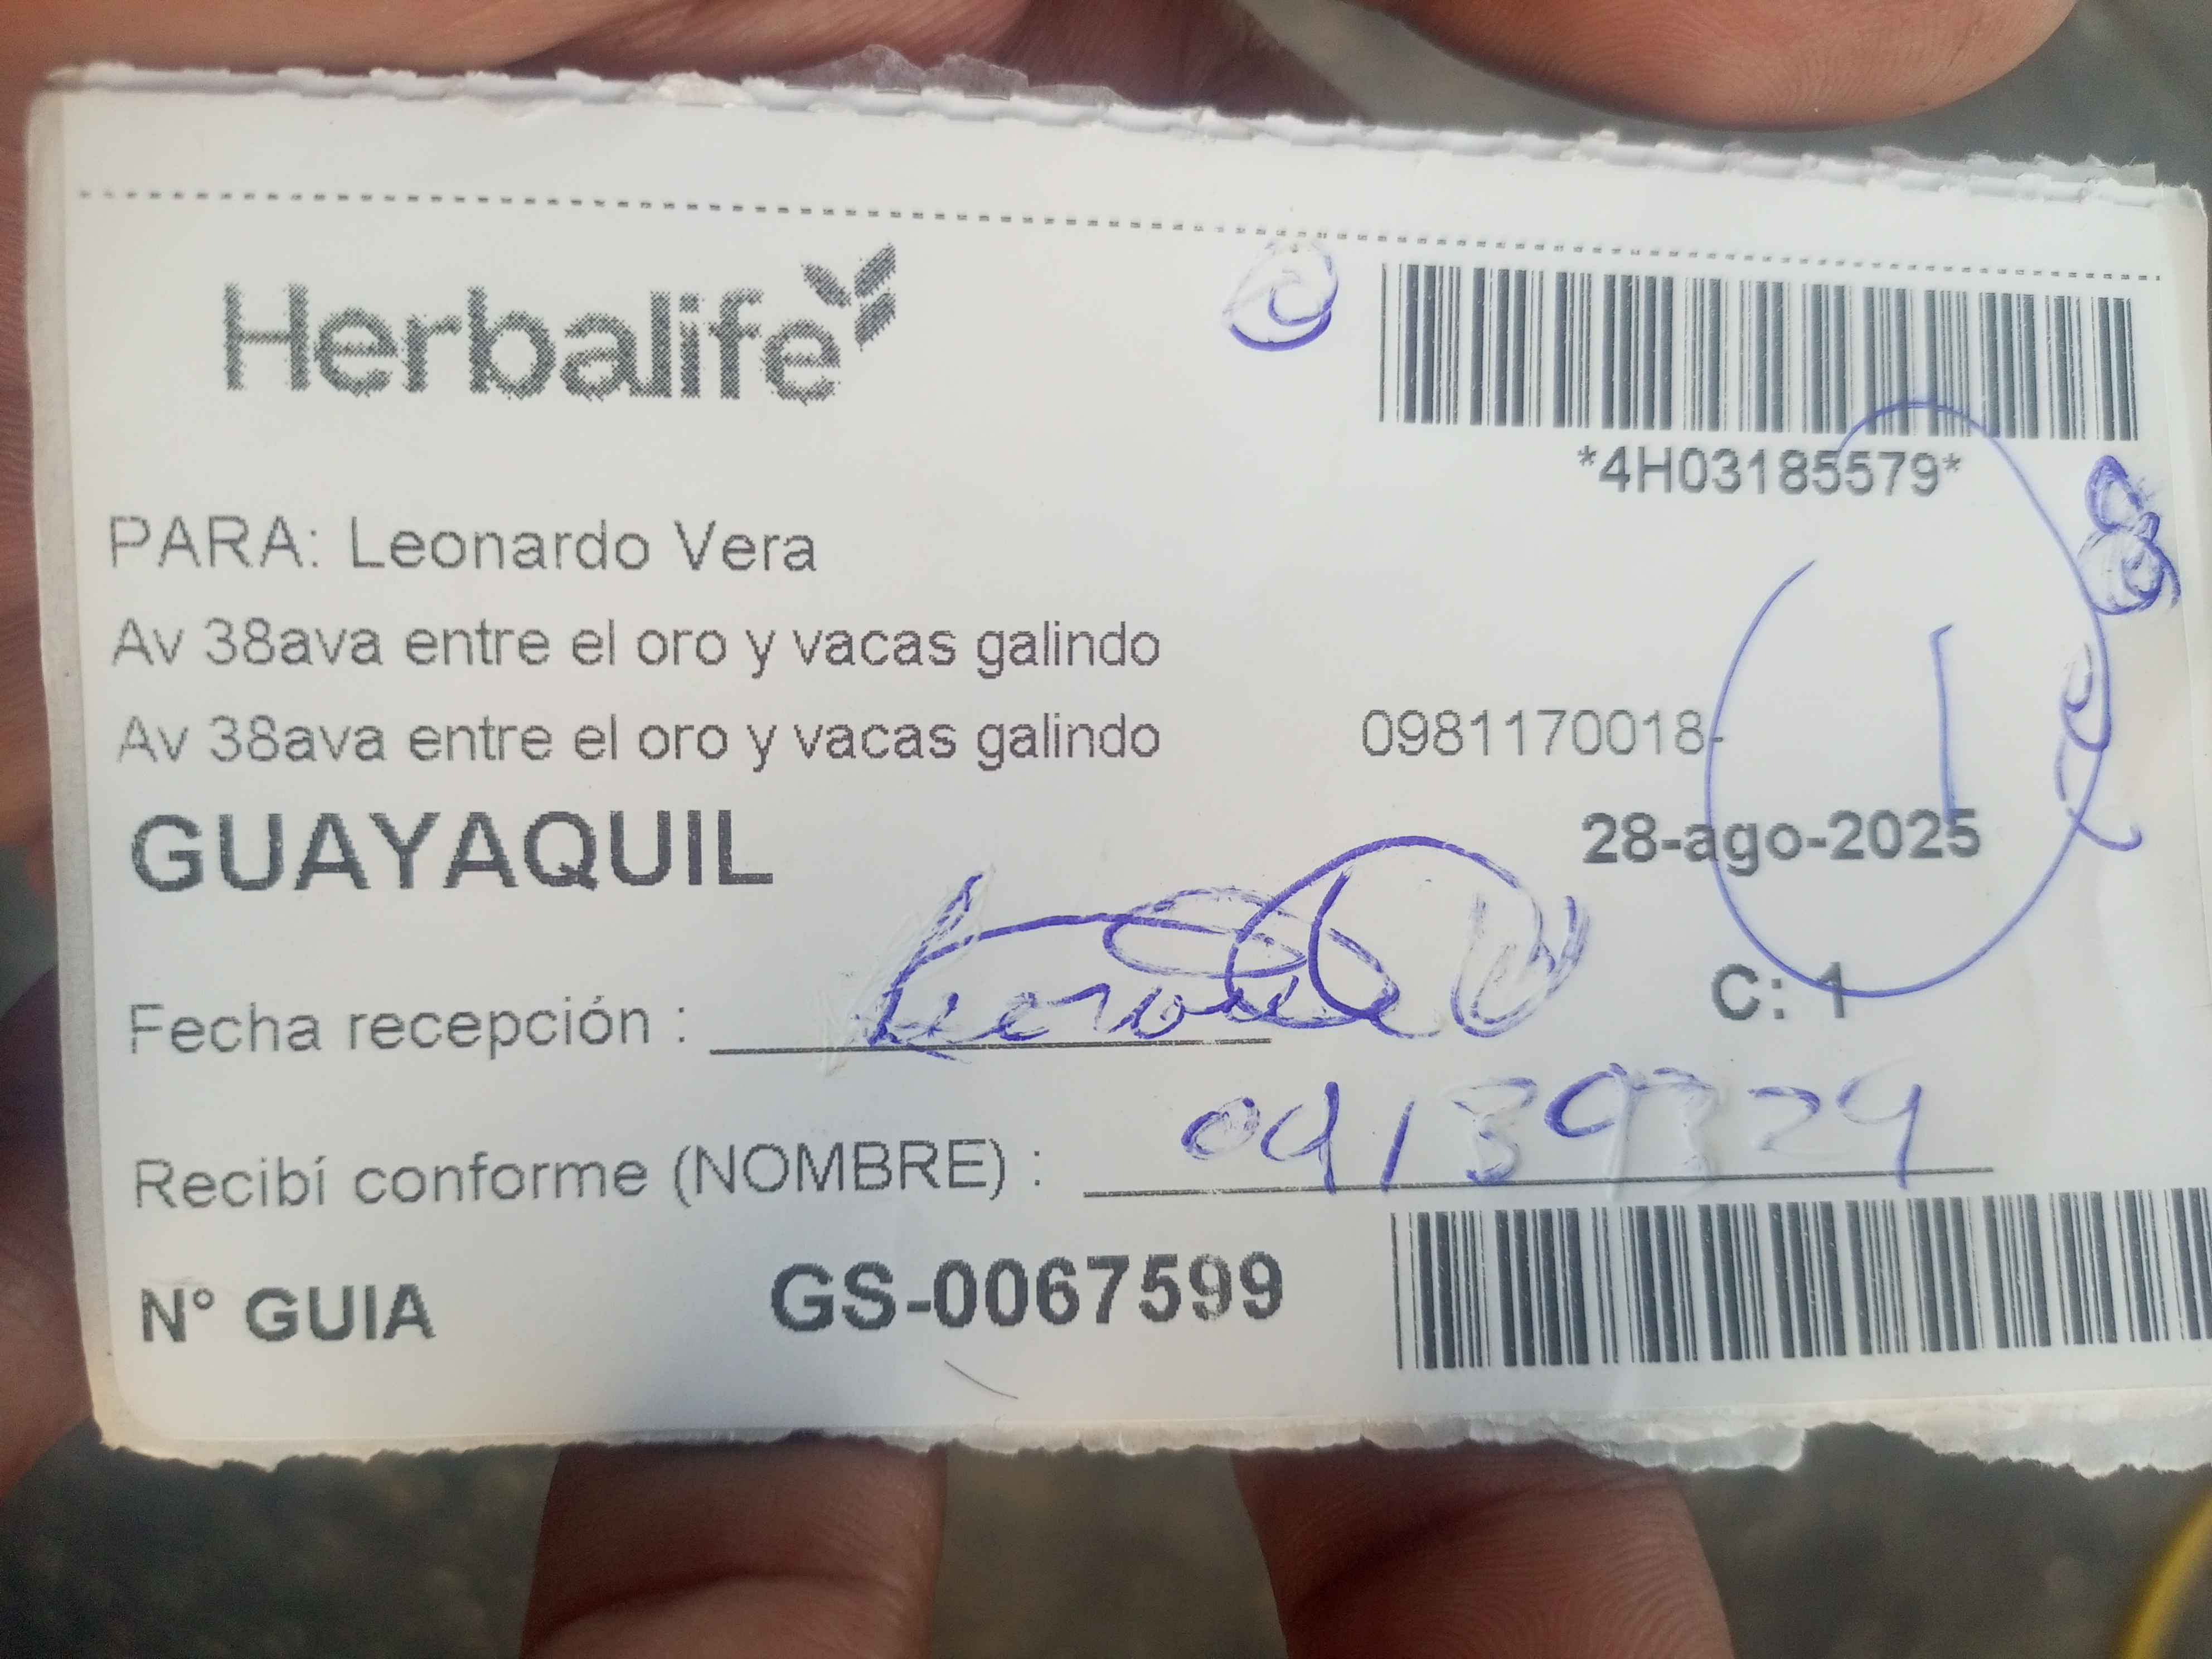 Herbalife
*4H03185579*
PARA: Leonardo Vera
Av 38ava entre el oro y vacas galindo
Av 38ava entre el oro y vacas galindo 0981170018-
GUAYAQUIL 28-ago-2025
C: 1
Fecha recepción :
Recibí conforme (NOMBRE) :
N° GUIA GS-0067599